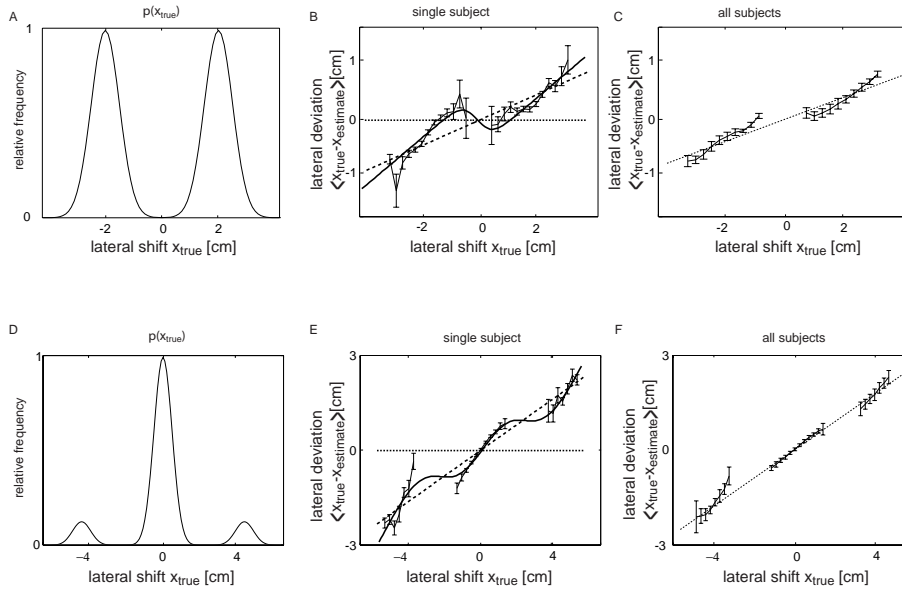 A
p(x_true)
relative frequency
1
0
-2
0
2
lateral shift x_true [cm]
B
single subject
lateral deviation
<x_true-x_estimate>[cm]
1
0
-1
-2
0
2
lateral shift x_true [cm]
C
all subjects
lateral deviation
<x_true-x_estimate>[cm]
1
0
-1
-2
0
2
lateral shift x_true [cm]
D
p(x_true)
relative frequency
1
0
−4
0
4
lateral shift x_true [cm]
E
single subject
lateral deviation
<x_true-x_estimate>[cm]
3
0
-3
−4
0
4
lateral shift x_true [cm]
F
all subjects
lateral deviation
<x_true-x_estimate>[cm]
3
0
-3
−4
0
4
lateral shift x_true [cm]